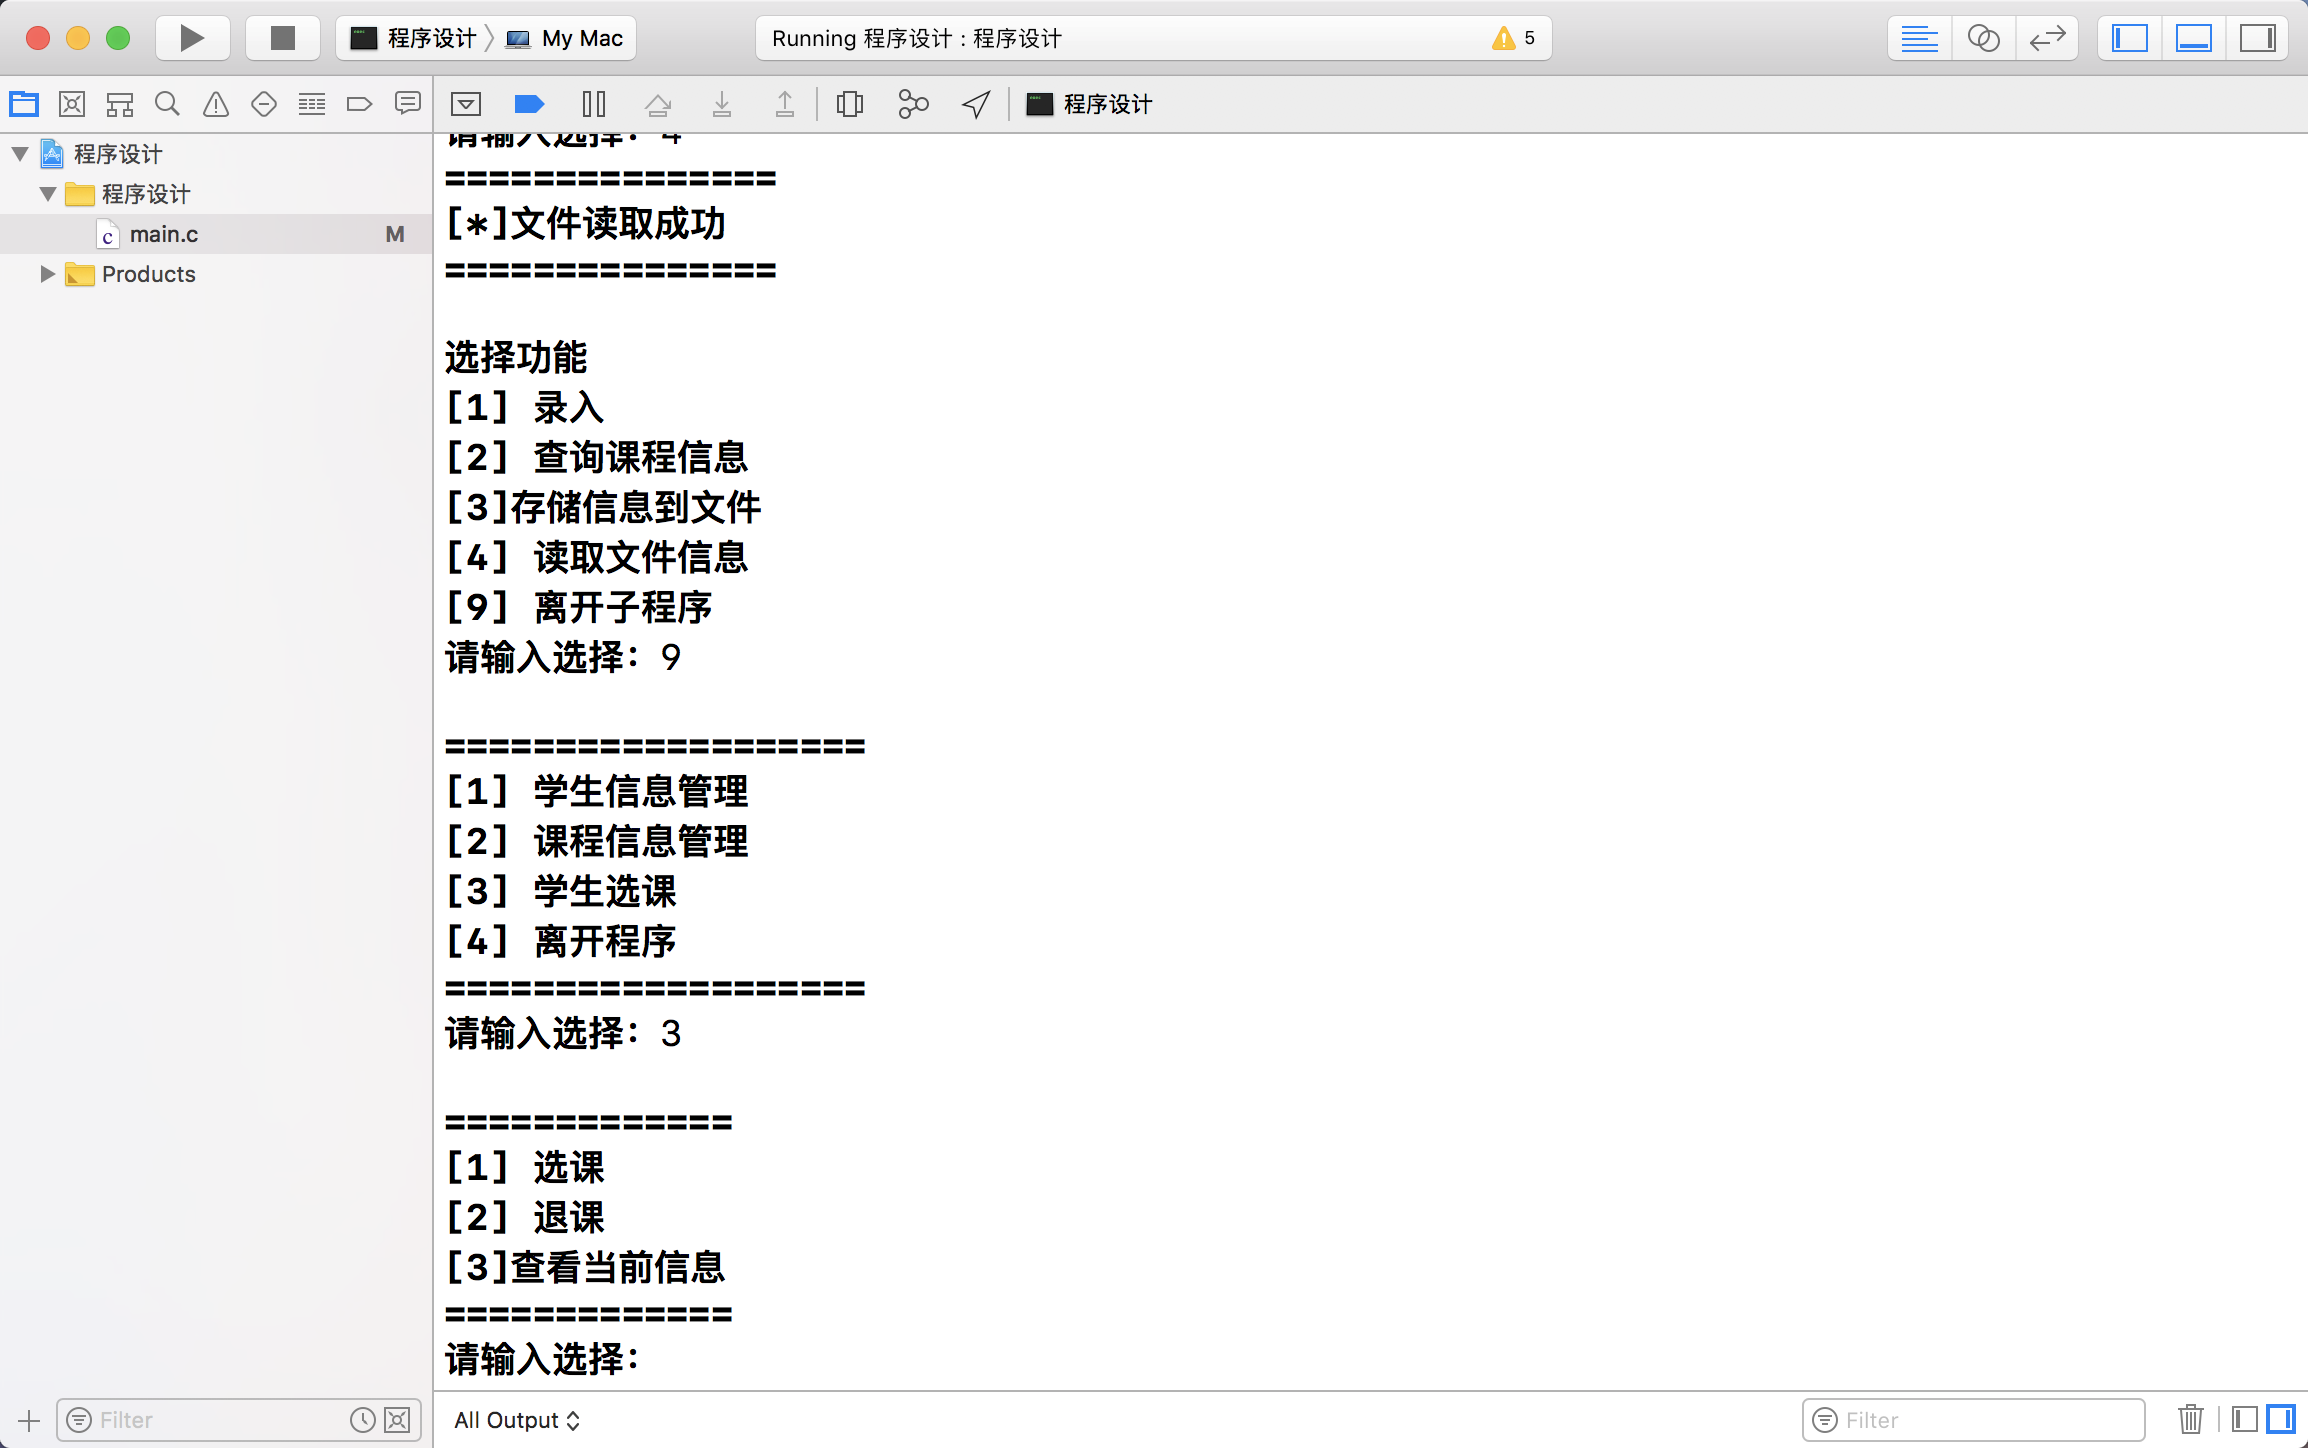 程序设计 My Mac
Running 程序设计 : 程序设计
5
程序设计
程序设计
程序设计
main.c M
Products
请输入选择: 4
===============
[*]文件读取成功
===============
选择功能
[1] 录入
[2] 查询课程信息
[3]存储信息到文件
[4] 读取文件信息
[9] 离开子程序
请输入选择: 9
===================
[1] 学生信息管理
[2] 课程信息管理
[3] 学生选课
[4] 离开程序
===================
请输入选择: 3
=============
[1] 选课
[2] 退课
[3]查看当前信息
=============
请输入选择:
Filter
All Output
Filter